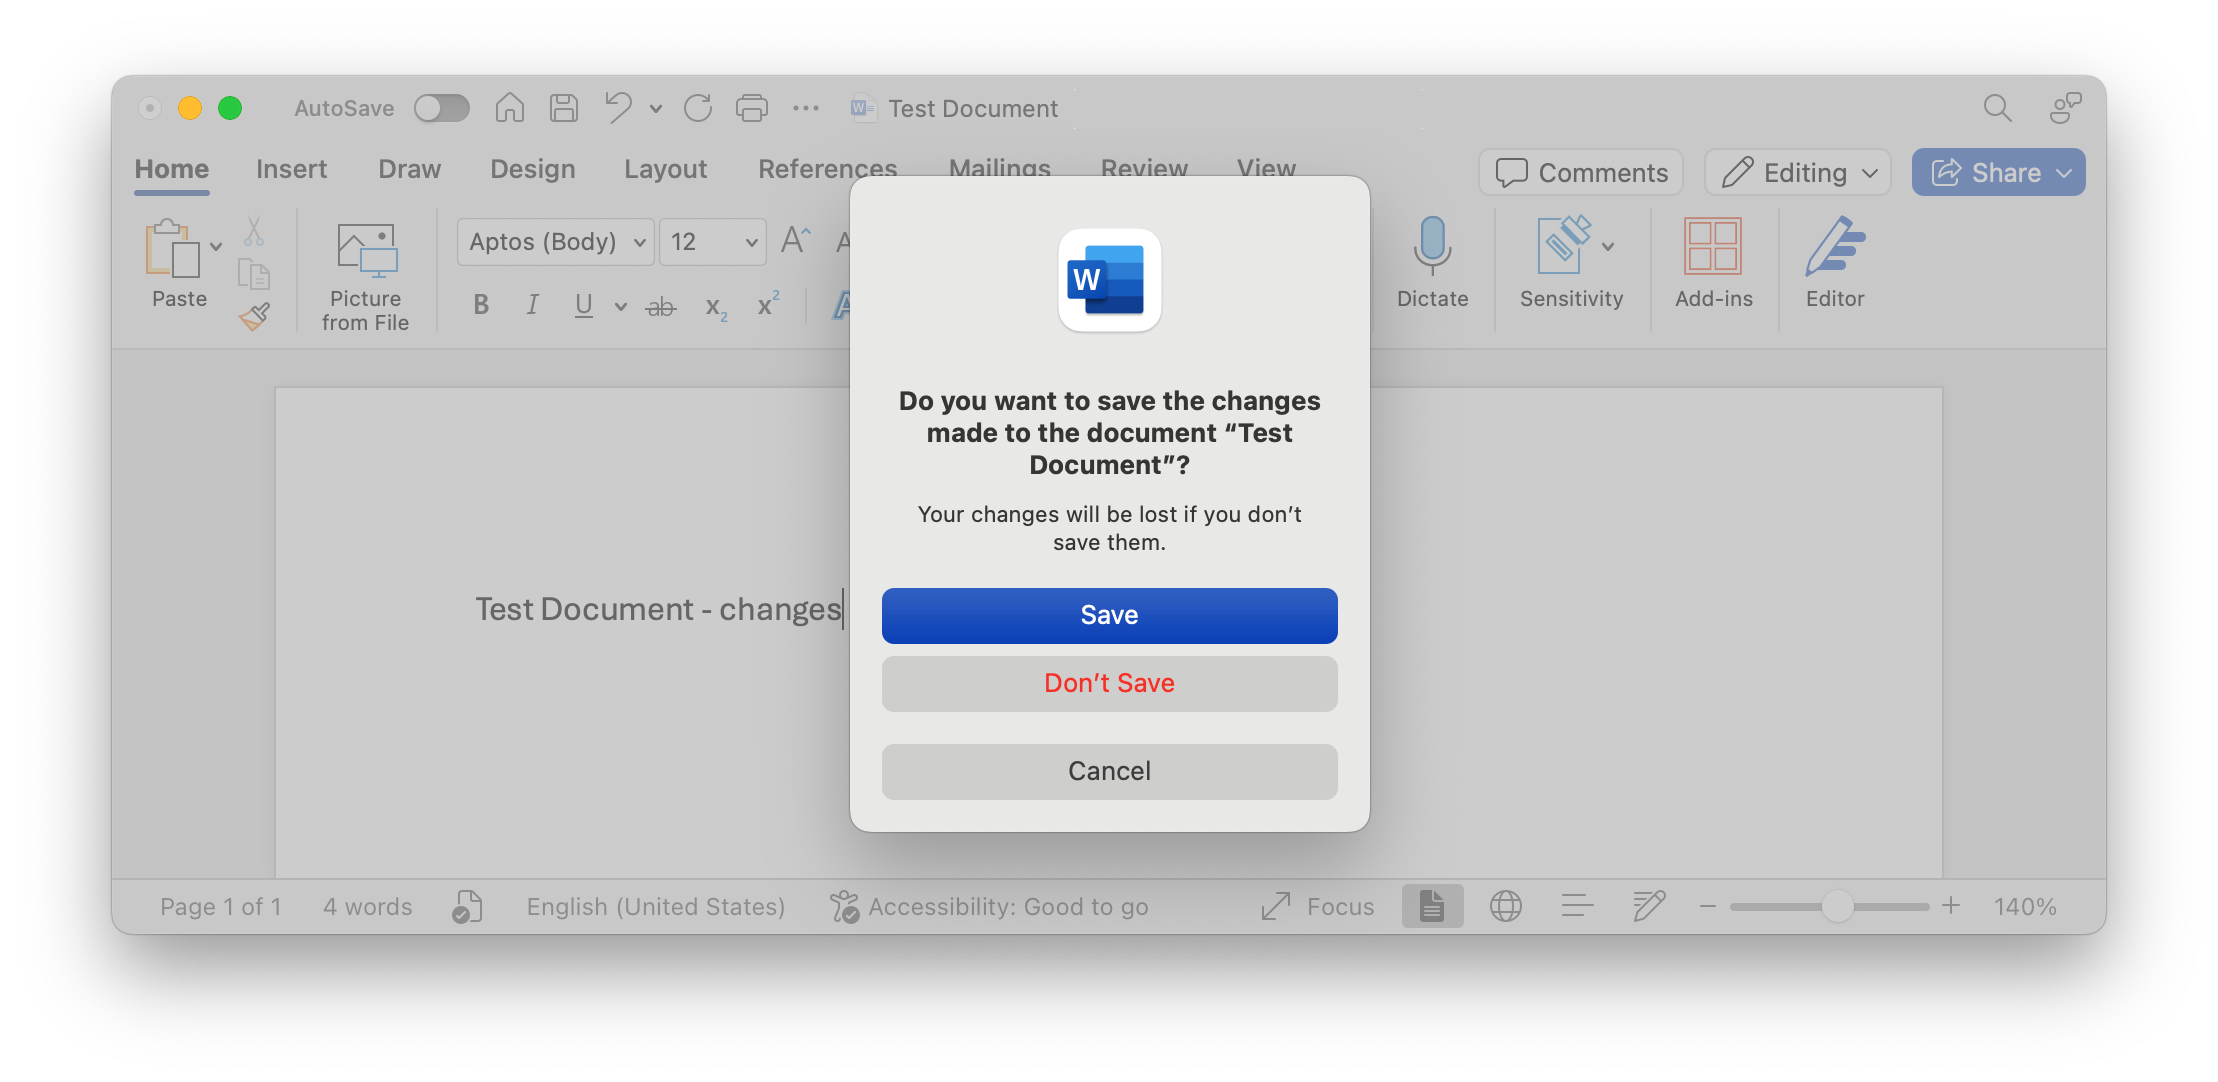 AutoSave
Test Document
Home Insert Draw Design Layout References Mailings Review View
Comments Editing Share
Paste
Picture
from File
Aptos (Body) 12 A A
B I U ab x2 x2 A
Dictate Sensitivity Add-ins Editor
W
Do you want to save the changes
made to the document “Test
Document”?
Your changes will be lost if you don’t
save them.
Save
Don’t Save
Cancel
Test Document - changes
Page 1 of 1 4 words English (United States) Accessibility: Good to go Focus 140%